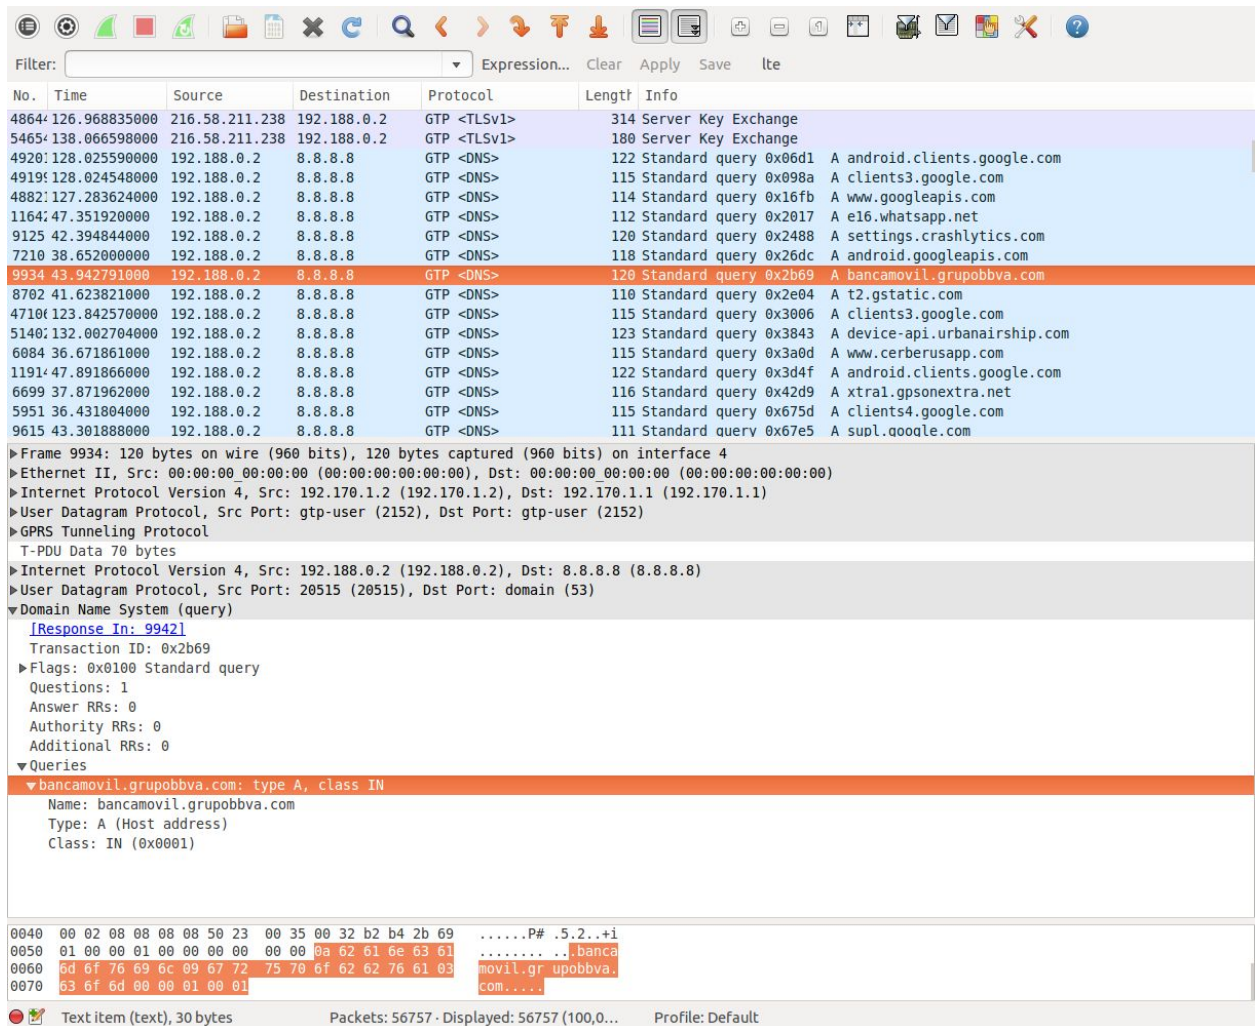 Filter: Expression... Clear Apply Save lte
No. Time Source Destination Protocol Length Info
4864 126.968835000 216.58.211.238 192.188.0.2 GTP <TLSv1> 314 Server Key Exchange
5465 138.066598000 216.58.211.238 192.188.0.2 GTP <TLSv1> 180 Server Key Exchange
4920 128.025590000 192.188.0.2 8.8.8.8 GTP <DNS> 122 Standard query 0x06d1 A android.clients.google.com
4919 128.024548000 192.188.0.2 8.8.8.8 GTP <DNS> 115 Standard query 0x098a A clients3.google.com
4882 127.283624000 192.188.0.2 8.8.8.8 GTP <DNS> 114 Standard query 0x16fb A www.googleapis.com
1164 47.351920000 192.188.0.2 8.8.8.8 GTP <DNS> 112 Standard query 0x2017 A e16.whatsapp.net
9125 42.394844000 192.188.0.2 8.8.8.8 GTP <DNS> 120 Standard query 0x2488 A settings.crashlytics.com
7210 38.652000000 192.188.0.2 8.8.8.8 GTP <DNS> 118 Standard query 0x26dc A android.googleapis.com
9934 43.942791000 192.188.0.2 8.8.8.8 GTP <DNS> 120 Standard query 0x2b69 A bancamovil.grupobbva.com
8702 41.623821000 192.188.0.2 8.8.8.8 GTP <DNS> 110 Standard query 0x2e04 A t2.gstatic.com
4710 123.842570000 192.188.0.2 8.8.8.8 GTP <DNS> 115 Standard query 0x3006 A clients3.google.com
5140 132.002704000 192.188.0.2 8.8.8.8 GTP <DNS> 123 Standard query 0x3843 A device-api.urbanairship.com
6084 36.671861000 192.188.0.2 8.8.8.8 GTP <DNS> 115 Standard query 0x3a0d A www.cerberusapp.com
1191 47.891866000 192.188.0.2 8.8.8.8 GTP <DNS> 122 Standard query 0x3d4f A android.clients.google.com
6699 37.871962000 192.188.0.2 8.8.8.8 GTP <DNS> 116 Standard query 0x42d9 A xtra1.gpsonextra.net
5951 36.431804000 192.188.0.2 8.8.8.8 GTP <DNS> 115 Standard query 0x675d A clients4.google.com
9615 43.301888000 192.188.0.2 8.8.8.8 GTP <DNS> 111 Standard query 0x67e5 A supl.google.com
Frame 9934: 120 bytes on wire (960 bits), 120 bytes captured (960 bits) on interface 4
Ethernet II, Src: 00:00:00_00:00:00 (00:00:00:00:00:00), Dst: 00:00:00_00:00:00 (00:00:00:00:00:00)
Internet Protocol Version 4, Src: 192.170.1.2 (192.170.1.2), Dst: 192.170.1.1 (192.170.1.1)
User Datagram Protocol, Src Port: gtp-user (2152), Dst Port: gtp-user (2152)
GPRS Tunneling Protocol
T-PDU Data 70 bytes
Internet Protocol Version 4, Src: 192.188.0.2 (192.188.0.2), Dst: 8.8.8.8 (8.8.8.8)
User Datagram Protocol, Src Port: 20515 (20515), Dst Port: domain (53)
Domain Name System (query)
[Response In: 9942]
Transaction ID: 0x2b69
Flags: 0x0100 Standard query
Questions: 1
Answer RRs: 0
Authority RRs: 0
Additional RRs: 0
Queries
bancamovil.grupobbva.com: type A, class IN
Name: bancamovil.grupobbva.com
Type: A (Host address)
Class: IN (0x0001)
0040 00 02 08 08 08 08 50 23 00 35 00 32 b2 b4 2b 69 ......P# .5.2..+i
0050 01 00 00 01 00 00 00 00 00 00 0a 62 61 6e 63 61 ........ ...banca
0060 6d 6f 76 69 6c 09 67 72 75 70 6f 62 62 76 61 03 movil.gr upobbva.
0070 63 6f 6d 00 00 01 00 01 com.....
Text item (text), 30 bytes Packets: 56757 · Displayed: 56757 (100,0... Profile: Default